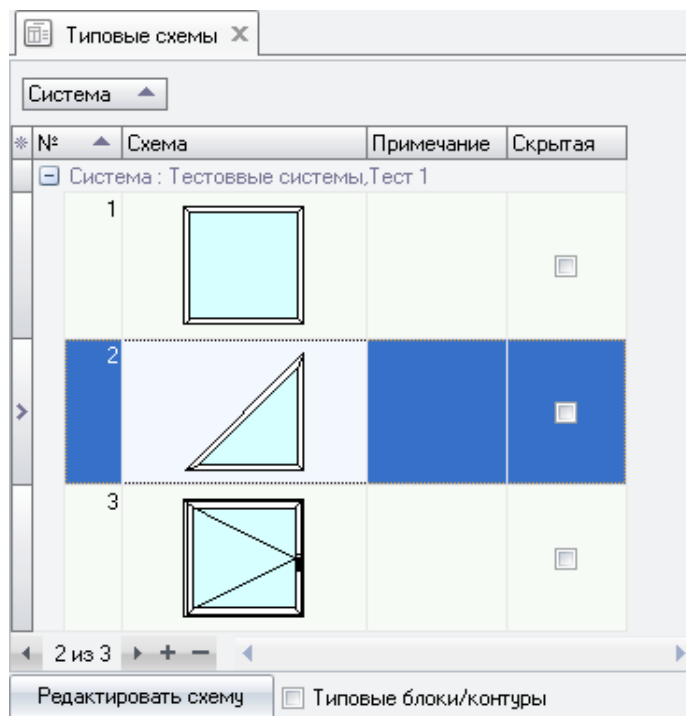 Типовые схемы
Система
№ Схема Примечание Скрытая
Система : Тестоввые системы,Тест 1
1
2
3
2 из 3
Редактировать схему Типовые блоки/контуры